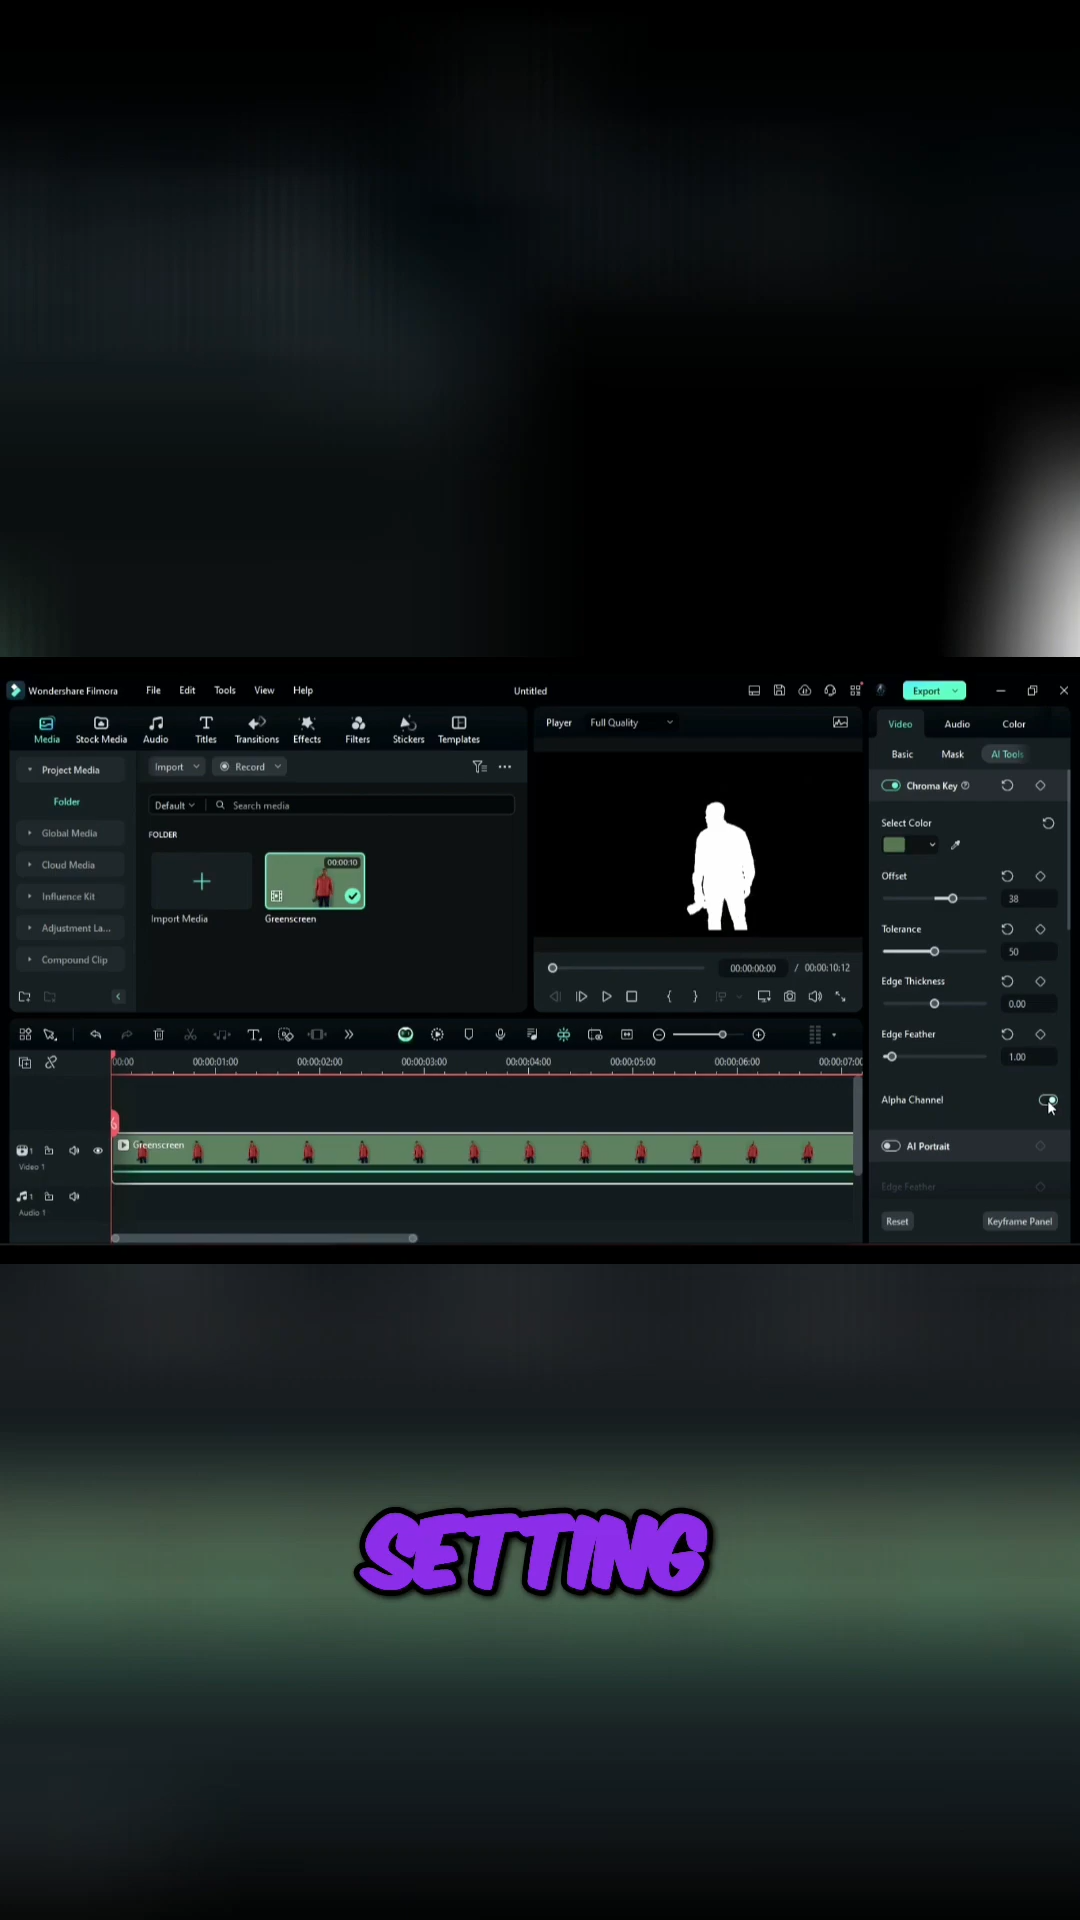 Wondershare Filmora File Edit Tools View Help Untitled Export
Media Stock Media Audio Titles Transitions Effects Filters Stickers Templates
Player Full Quality
Video Audio Color
Basic Mask AI Tools
Project Media
Import Record
Chroma Key
Folder
Default Search media
Select Color
Global Media
FOLDER
Cloud Media
00:00:10
Offset
38
Influence Kit
Import Media
Greenscreen
Adjustment La...
Tolerance
50
Compound Clip
00:00:00:00 / 00:00:10:12
Edge Thickness
0.00
Edge Feather
1.00
00:00 00:00:01:00 00:00:02:00 00:00:03:00 00:00:04:00 00:00:05:00 00:00:06:00 00:00:07:00
Alpha Channel
Greenscreen
1
Video 1
AI Portrait
Edge Feather
1
Audio 1
Reset Keyframe Panel
SETTING